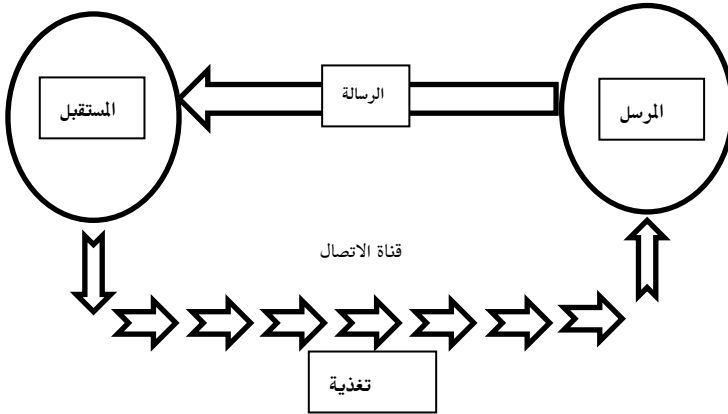 المرسل
الرسالة
المستقبل
قناة الاتصال
تغذية